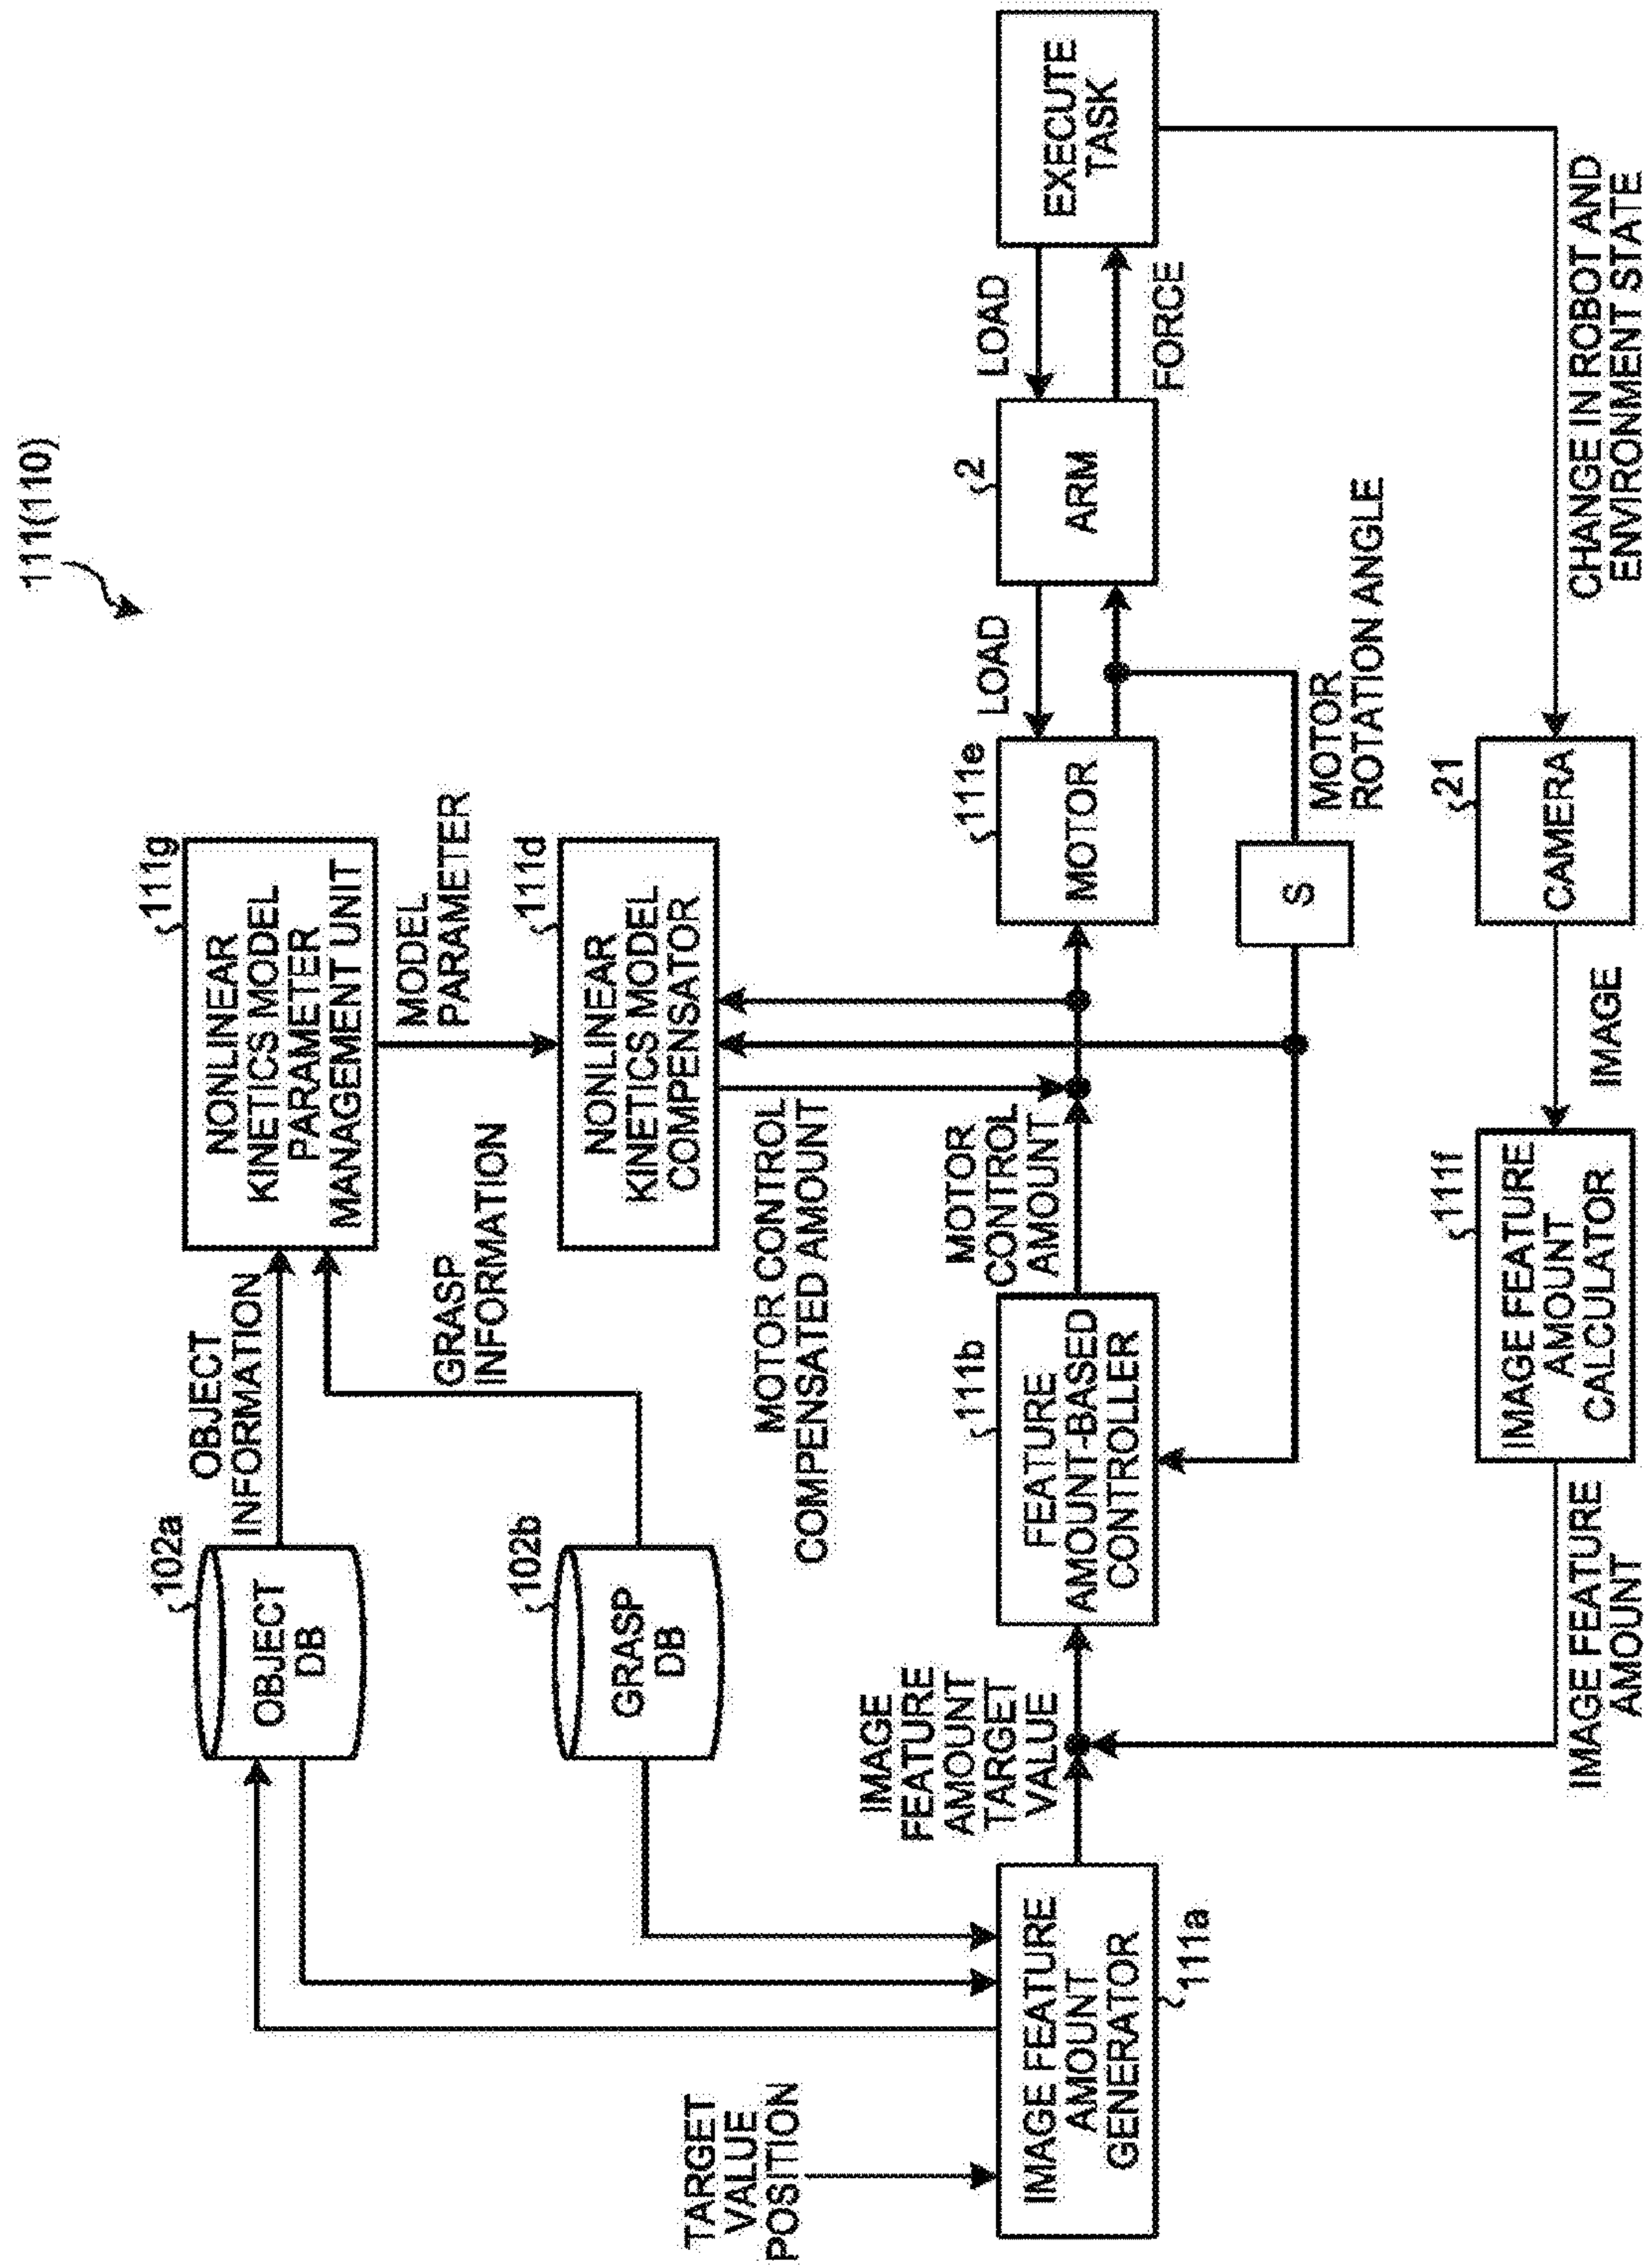 111(110)
102a
OBJECT
DB
OBJECT
INFORMATION
111g
NONLINEAR
KINETICS MODEL
PARAMETER
MANAGEMENT UNIT
102b
GRASP
DB
GRASP
INFORMATION
MODEL
PARAMETER
111d
NONLINEAR
KINETICS MODEL
COMPENSATOR
TARGET
VALUE
POSITION
MOTOR CONTROL
COMPENSATED AMOUNT
IMAGE
FEATURE
AMOUNT
TARGET
VALUE
111b
MOTOR
CONTROL
AMOUNT
111e
LOAD
2
LOAD
IMAGE FEATURE
AMOUNT
GENERATOR
111a
FEATURE
AMOUNT-BASED
CONTROLLER
MOTOR
ARM
FORCE
EXECUTE
TASK
S
MOTOR
ROTATION ANGLE
111f
IMAGE FEATURE
AMOUNT
CALCULATOR
21
CAMERA
IMAGE FEATURE
AMOUNT
IMAGE
CHANGE IN ROBOT AND
ENVIRONMENT STATE